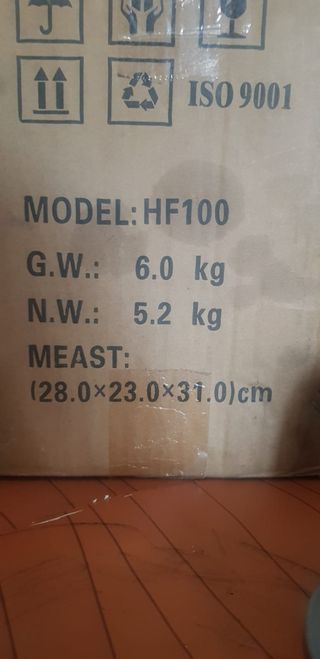 ISO 9001
MODEL: HF100
G.W.: 6.0 kg
N.W.: 5.2 kg
MEAST:
(28.0×23.0×31.0)cm